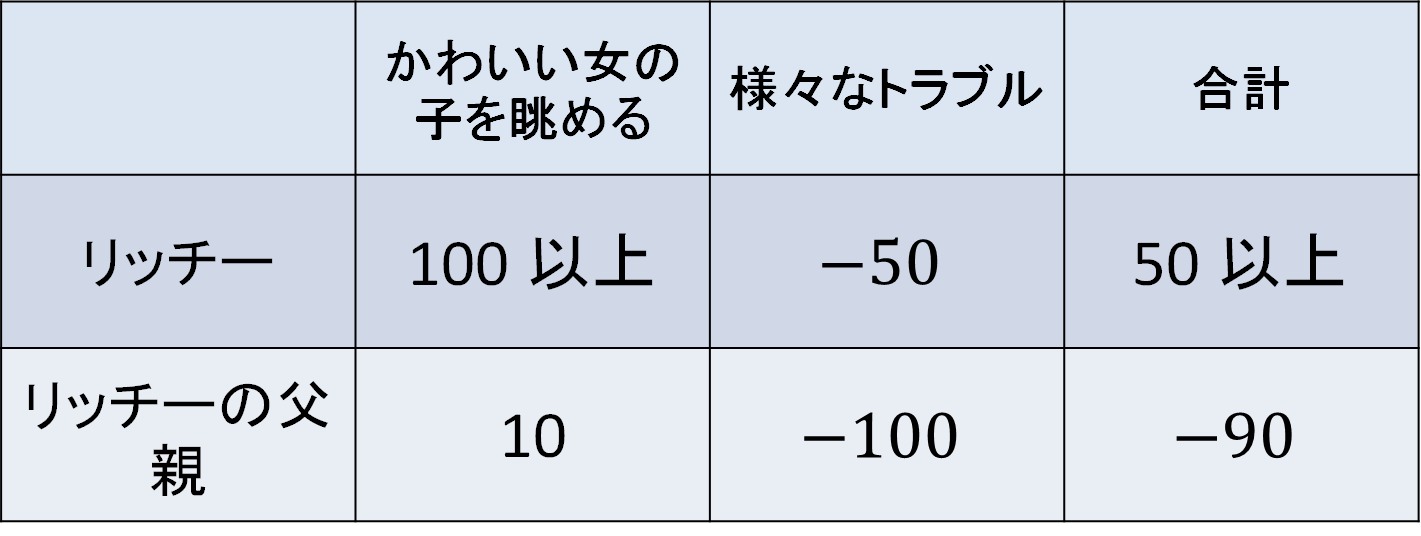 かわいい女の
子を眺める
様々なトラブル
合計
リッチー
100 以上
−50
50 以上
リッチーの父
親
10
−100
−90